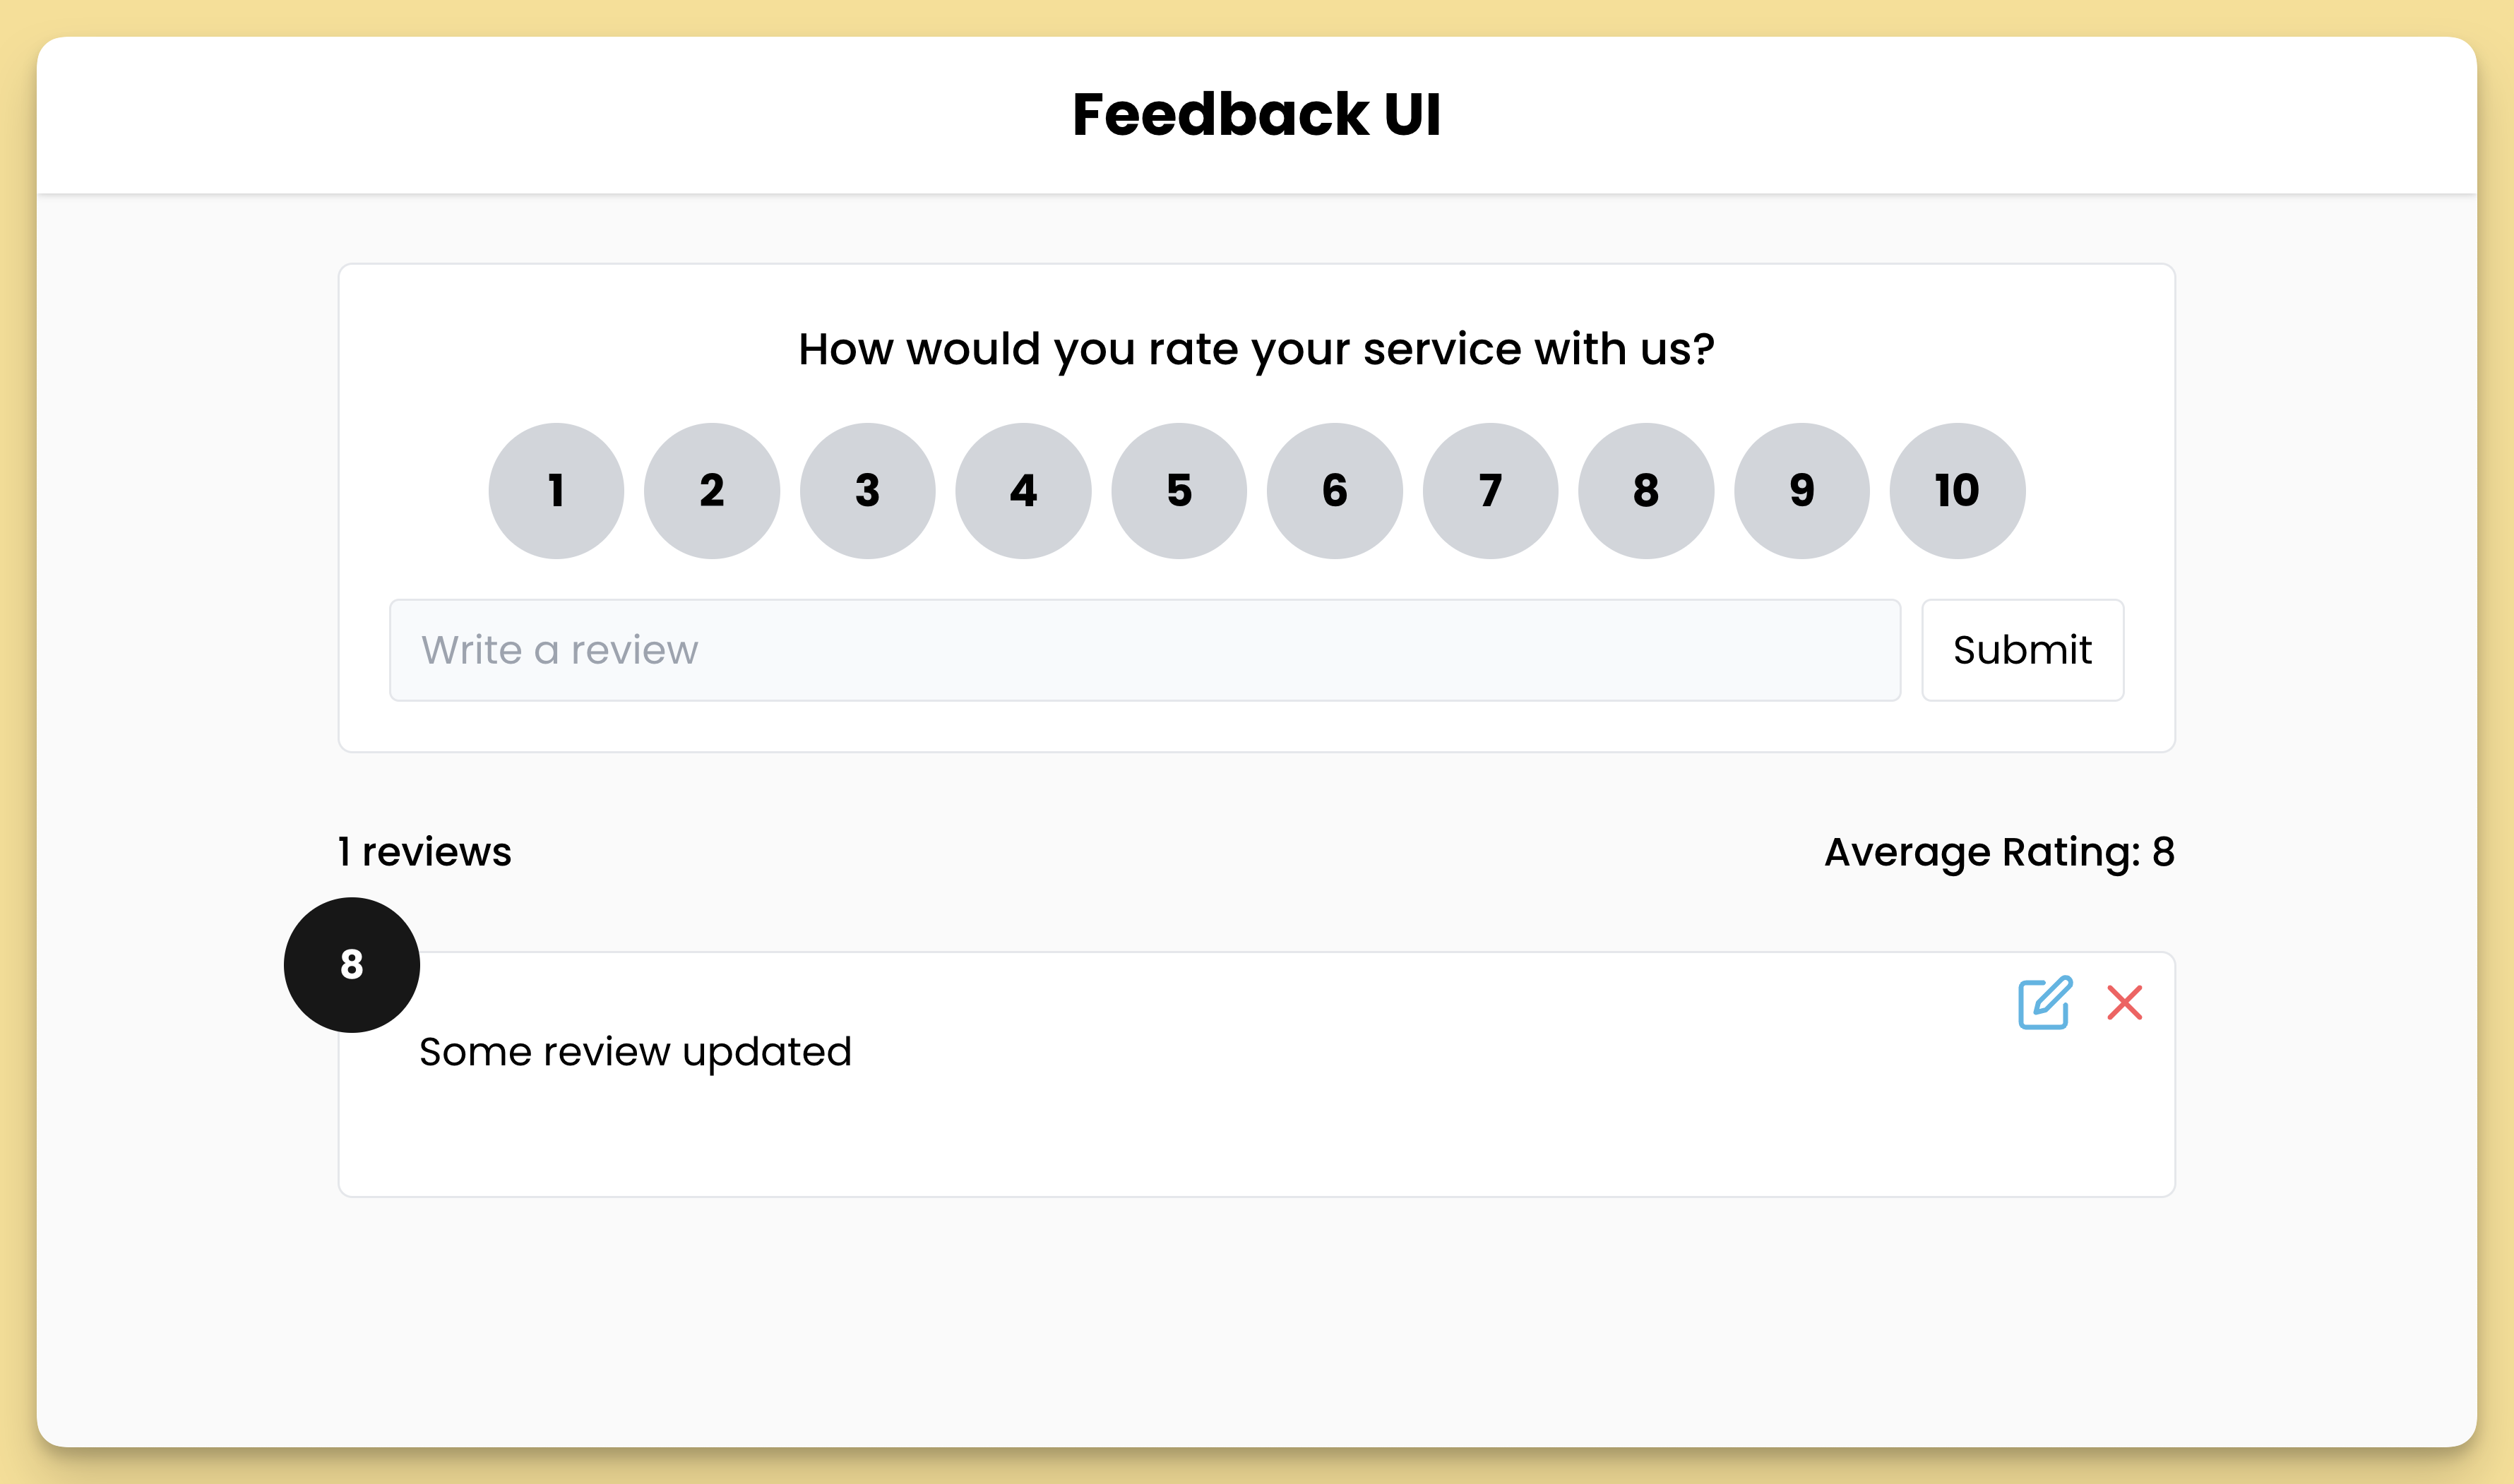 Feedback UI
How would you rate your service with us?
1 2 3 4 5 6 7 8 9 10
Write a review
Submit
1 reviews
Average Rating: 8
8
Some review updated